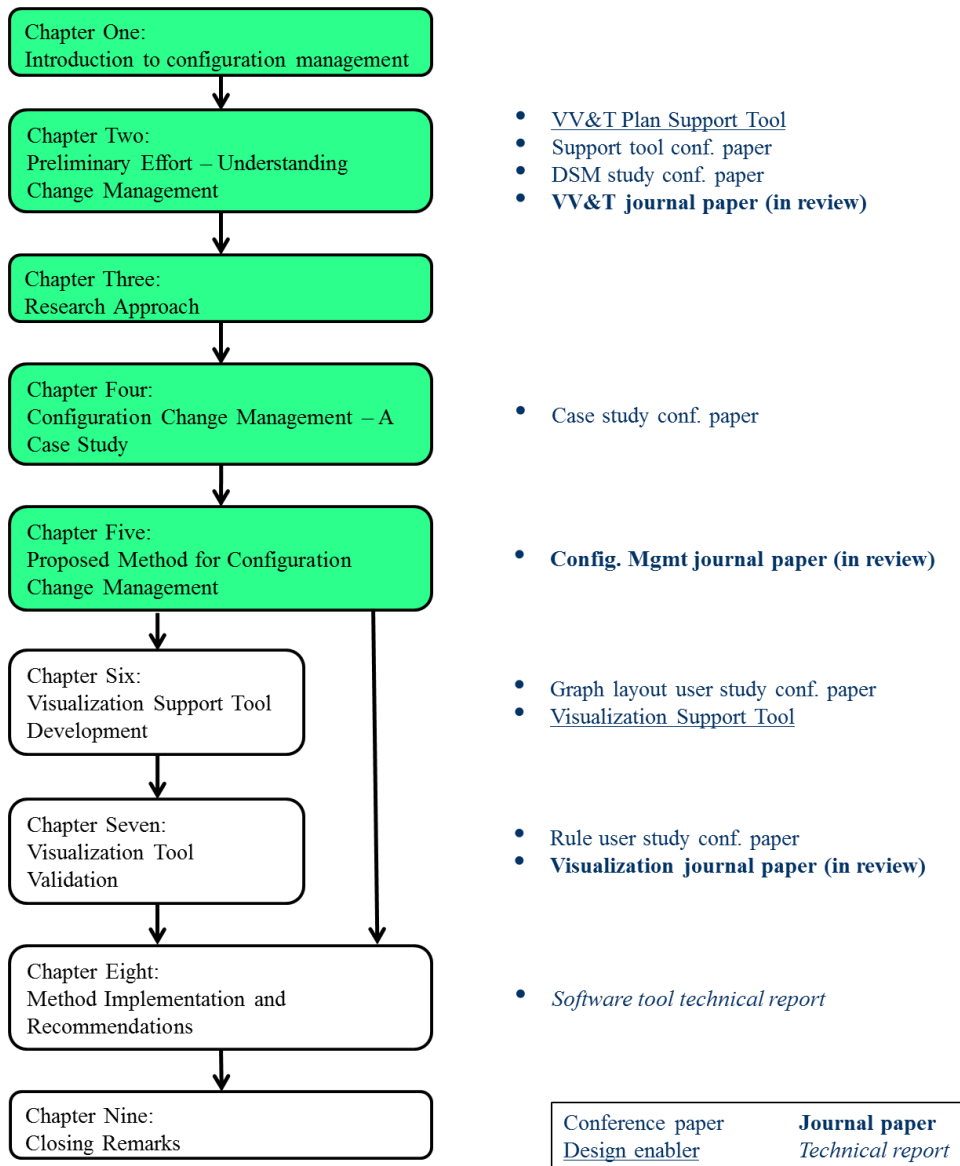 Chapter One:
Introduction to configuration management
Chapter Two:
Preliminary Effort – Understanding
Change Management
• VV&T Plan Support Tool
• Support tool conf. paper
• DSM study conf. paper
• VV&T journal paper (in review)
Chapter Three:
Research Approach
Chapter Four:
Configuration Change Management – A
Case Study
• Case study conf. paper
Chapter Five:
Proposed Method for Configuration
Change Management
• Config. Mgmt journal paper (in review)
Chapter Six:
Visualization Support Tool
Development
• Graph layout user study conf. paper
• Visualization Support Tool
Chapter Seven:
Visualization Tool
Validation
• Rule user study conf. paper
• Visualization journal paper (in review)
Chapter Eight:
Method Implementation and
Recommendations
• Software tool technical report
Chapter Nine:
Closing Remarks
Conference paper Journal paper
Design enabler Technical report